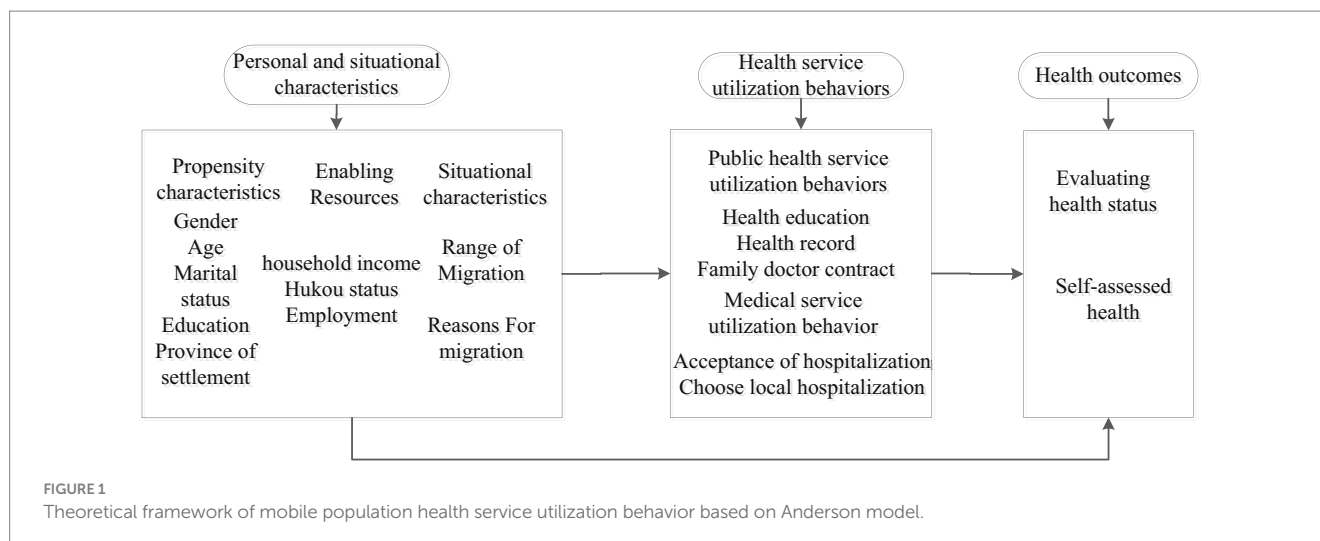 Personal and situational
characteristics
Health service
utilization behaviors
Health outcomes
Propensity
characteristics
Gender
Age
Marital
status
Education
Province of
settlement
Enabling
Resources
household income
Hukou status
Employment
Situational
characteristics
Range of
Migration
Reasons For
migration
Public health service
utilization behaviors
Health education
Health record
Family doctor contract
Medical service
utilization behavior
Acceptance of hospitalization
Choose local hospitalization
Evaluating
health status
Self-assessed
health
FIGURE 1
Theoretical framework of mobile population health service utilization behavior based on Anderson model.